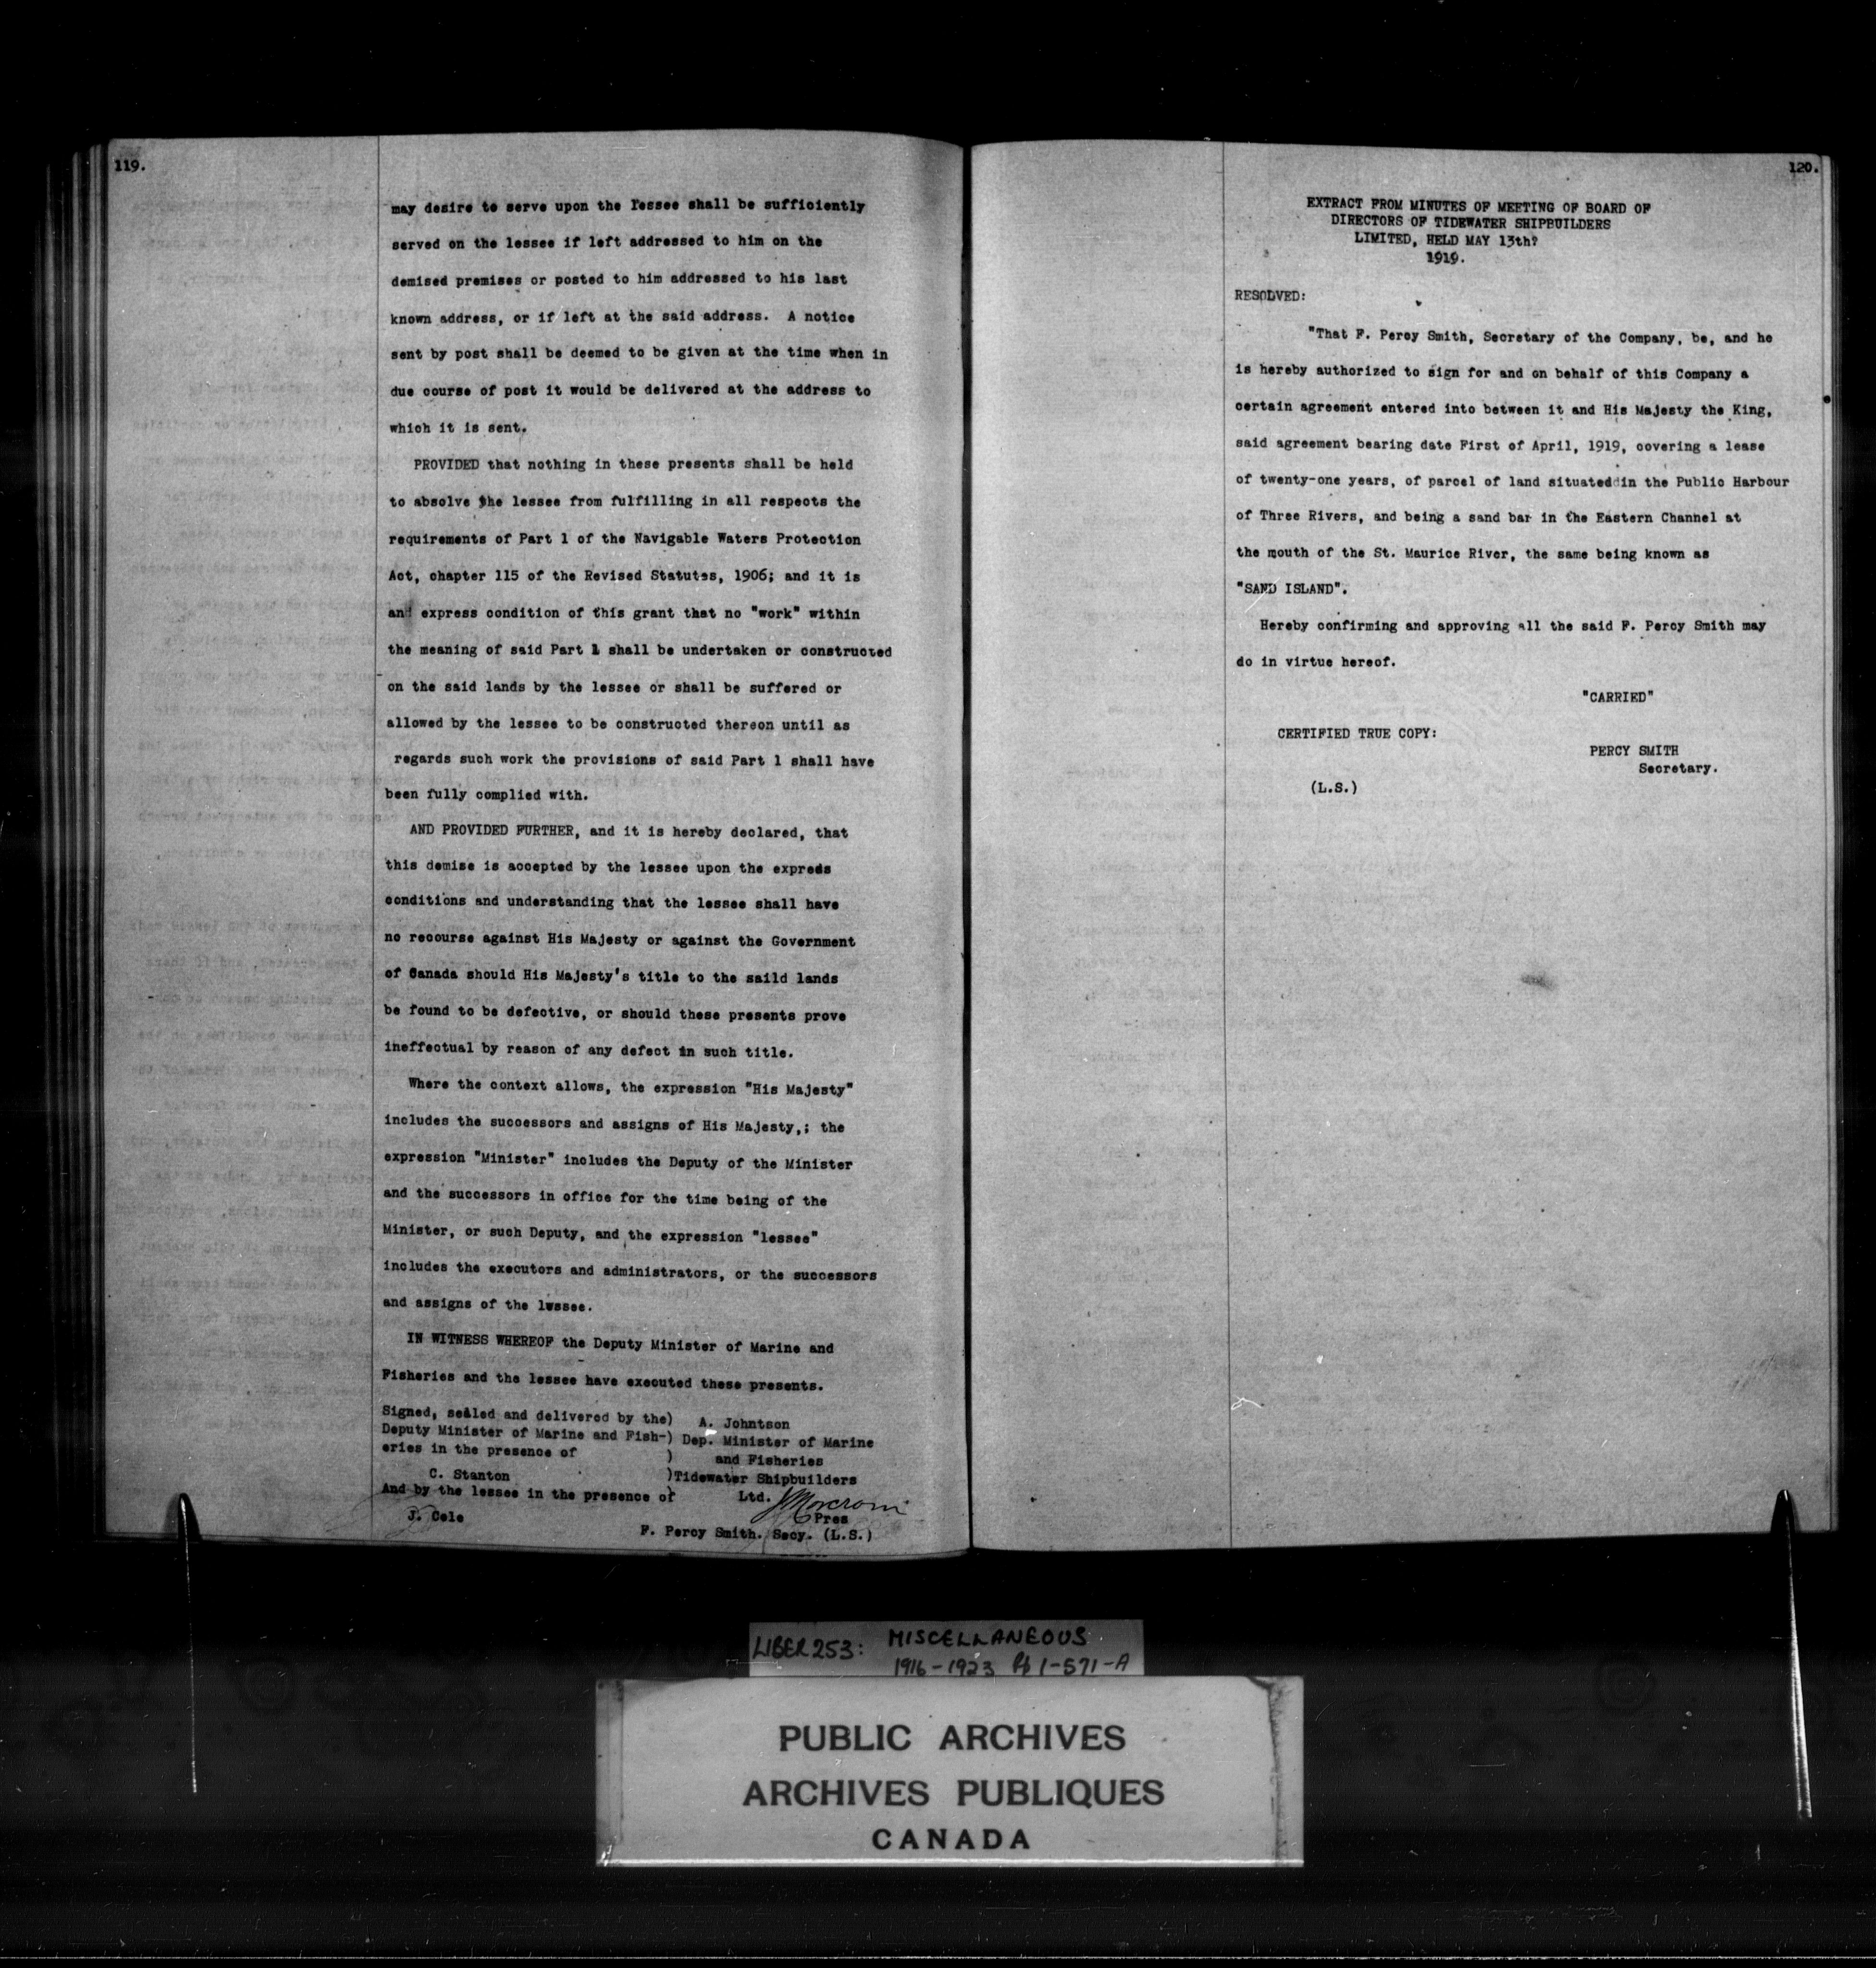 119.
may desire to serve upon the lessee shall be sufficiently
served on the lessee if left addressed to him on the
demised premises or posted to him addressed to his last
known address, or if left at the said address. A notice
sent by post shall be deemed to be given at the time when in
due course of post it would be delivered at the address to
which it is sent.
PROVIDED that nothing in these presents shall be held
to absolve the lessee from fulfilling in all respects the
requirements of Part 1 of the Navigable Waters Protection
Act, chapter 115 of the Revised Statutes, 1906; and it is
and express condition of this grant that no "work" within
the meaning of said Part 1 shall be undertaken or constructed
on the said lands by the lessee or shall be suffered or
allowed by the lessee to be constructed thereon until as
regards such work the provisions of said Part 1 shall have
been fully complied with.
AND PROVIDED FURTHER, and it is hereby declared, that
this demise is accepted by the lessee upon the expreds
conditions and understanding that the lessee shall have
no recourse against His Majesty or against the Government
of Canada should His Majesty's title to the saild lands
be found to be defective, or should these presents prove
ineffectual by reason of any defect in such title.
Where the context allows, the expression "His Majesty"
includes the successors and assigns of His Majesty,; the
expression "Minister" includes the Deputy of the Minister
and the successors in office for the time being of the
Minister, or such Deputy, and the expression "lessee"
includes the executors and administrators, or the successors
and assigns of the lessee.
IN WITNESS WHEREOF the Deputy Minister of Marine and
Fisheries and the lessee have executed these presents.
Signed, sealed and delivered by the) A. Johntson
Deputy Minister of Marine and Fish-) Dep. Minister of Marine
eries in the presence of ) and Fisheries
C. Stanton )Tidewater Shipbuilders
And by the lessee in the presence of Ltd.
J. Cole Pres
F. Percy Smith. Secy. (L.S.)
120.
EXTRACT FROM MINUTES OF MEETING OF BOARD OF
DIRECTORS OF TIDEWATER SHIPBUILDERS
LIMITED, HELD MAY 13th?
1919.
RESOLVED:
"That F. Percy Smith, Secretary of the Company, be, and he
is hereby authorized to sign for and on behalf of this Company a
certain agreement entered into between it and His Majesty the King,
said agreement bearing date First of April, 1919, covering a lease
of twenty-one years, of parcel of land situated in the Public Harbour
of Three Rivers, and being a sand bar in the Eastern Channel at
the mouth of the St. Maurice River, the same being known as
"SAND ISLAND".
Hereby confirming and approving all the said F. Percy Smith may
do in virtue hereof.
"CARRIED"
CERTIFIED TRUE COPY:
PERCY SMITH
Secretary.
(L.S.)
LIBER 253: MISCELLANEOUS
1916-1923 Pp 1-571-A
PUBLIC ARCHIVES
ARCHIVES PUBLIQUES
CANADA